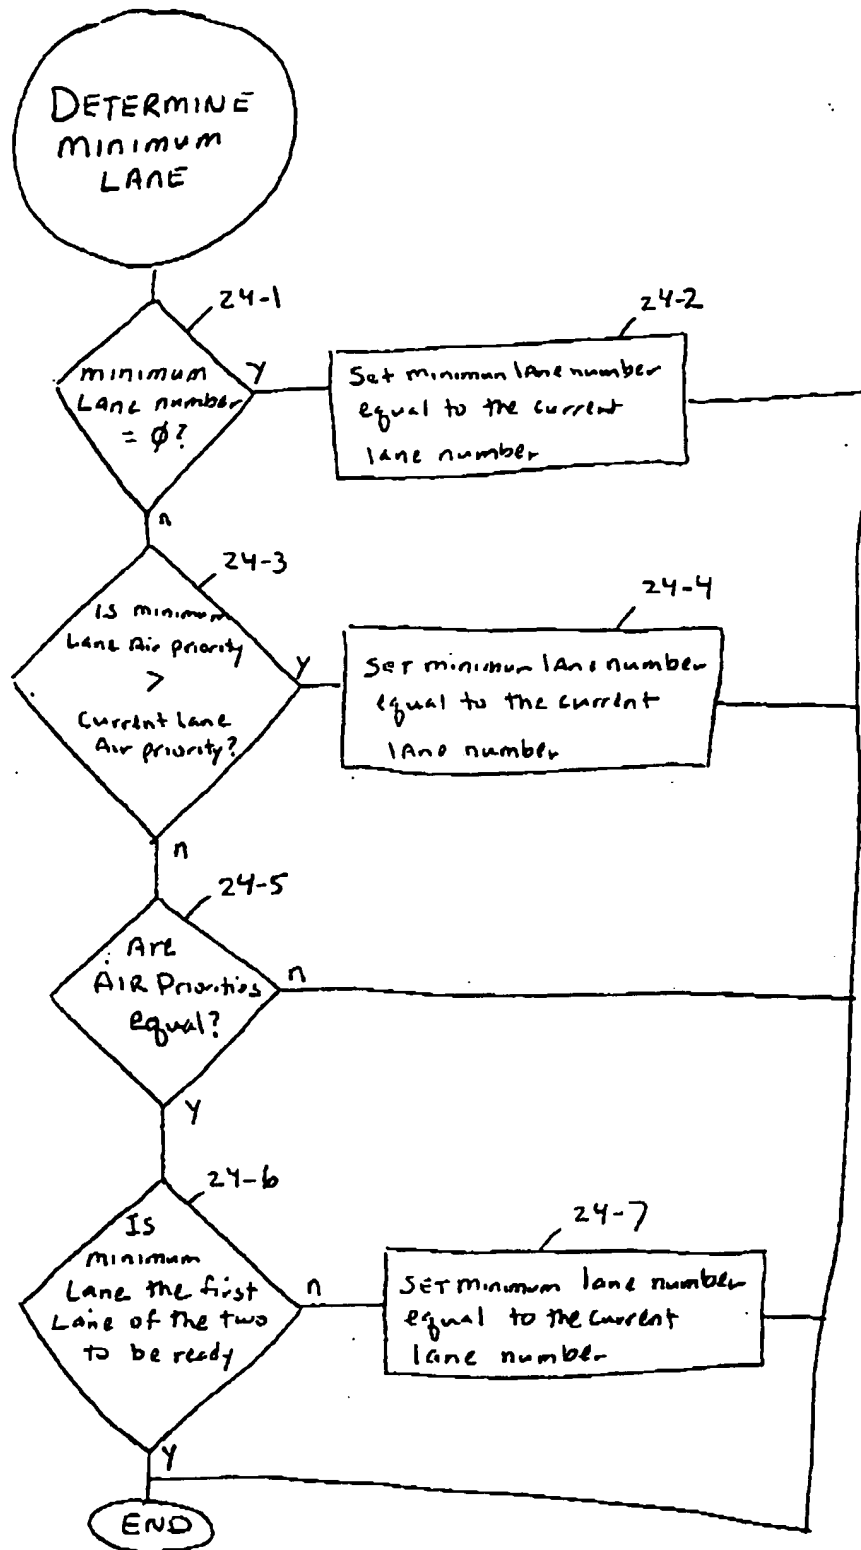 DETERMINE
MINIMUM
LANE
24-1
minimum
Lane number
= φ?
Y
n
24-2
Set minimum lane number
equal to the current
lane number
24-3
Is minimum
Lane Air priority
>
Current lane
Air priority?
Y
n
24-4
SET minimum lane number
equal to the current
lane number
24-5
Are
AIR Priorities
equal?
n
Y
24-6
Is
minimum
Lane the first
Lane of the two
to be ready
n
Y
24-7
SET minimum lane number
equal to the current
lane number
END